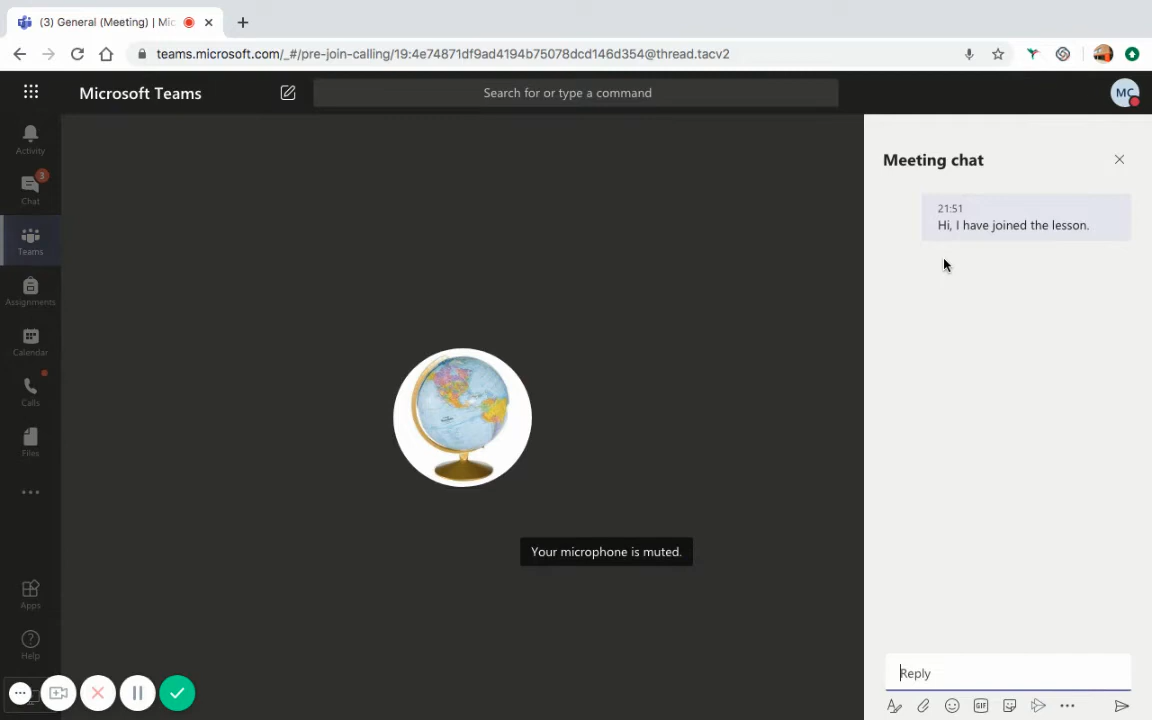 (3) General (Meeting) | Mic
teams.microsoft.com/_#/pre-join-calling/19:4e74871df9ad4194b75078dcd146d354@thread.tacv2
Microsoft Teams
Search for or type a command
MC
Activity
3
Chat
Teams
Assignments
Calendar
Calls
Files
Apps
Help
Meeting chat
21:51
Hi, I have joined the lesson.
Your microphone is muted.
Reply
GIF